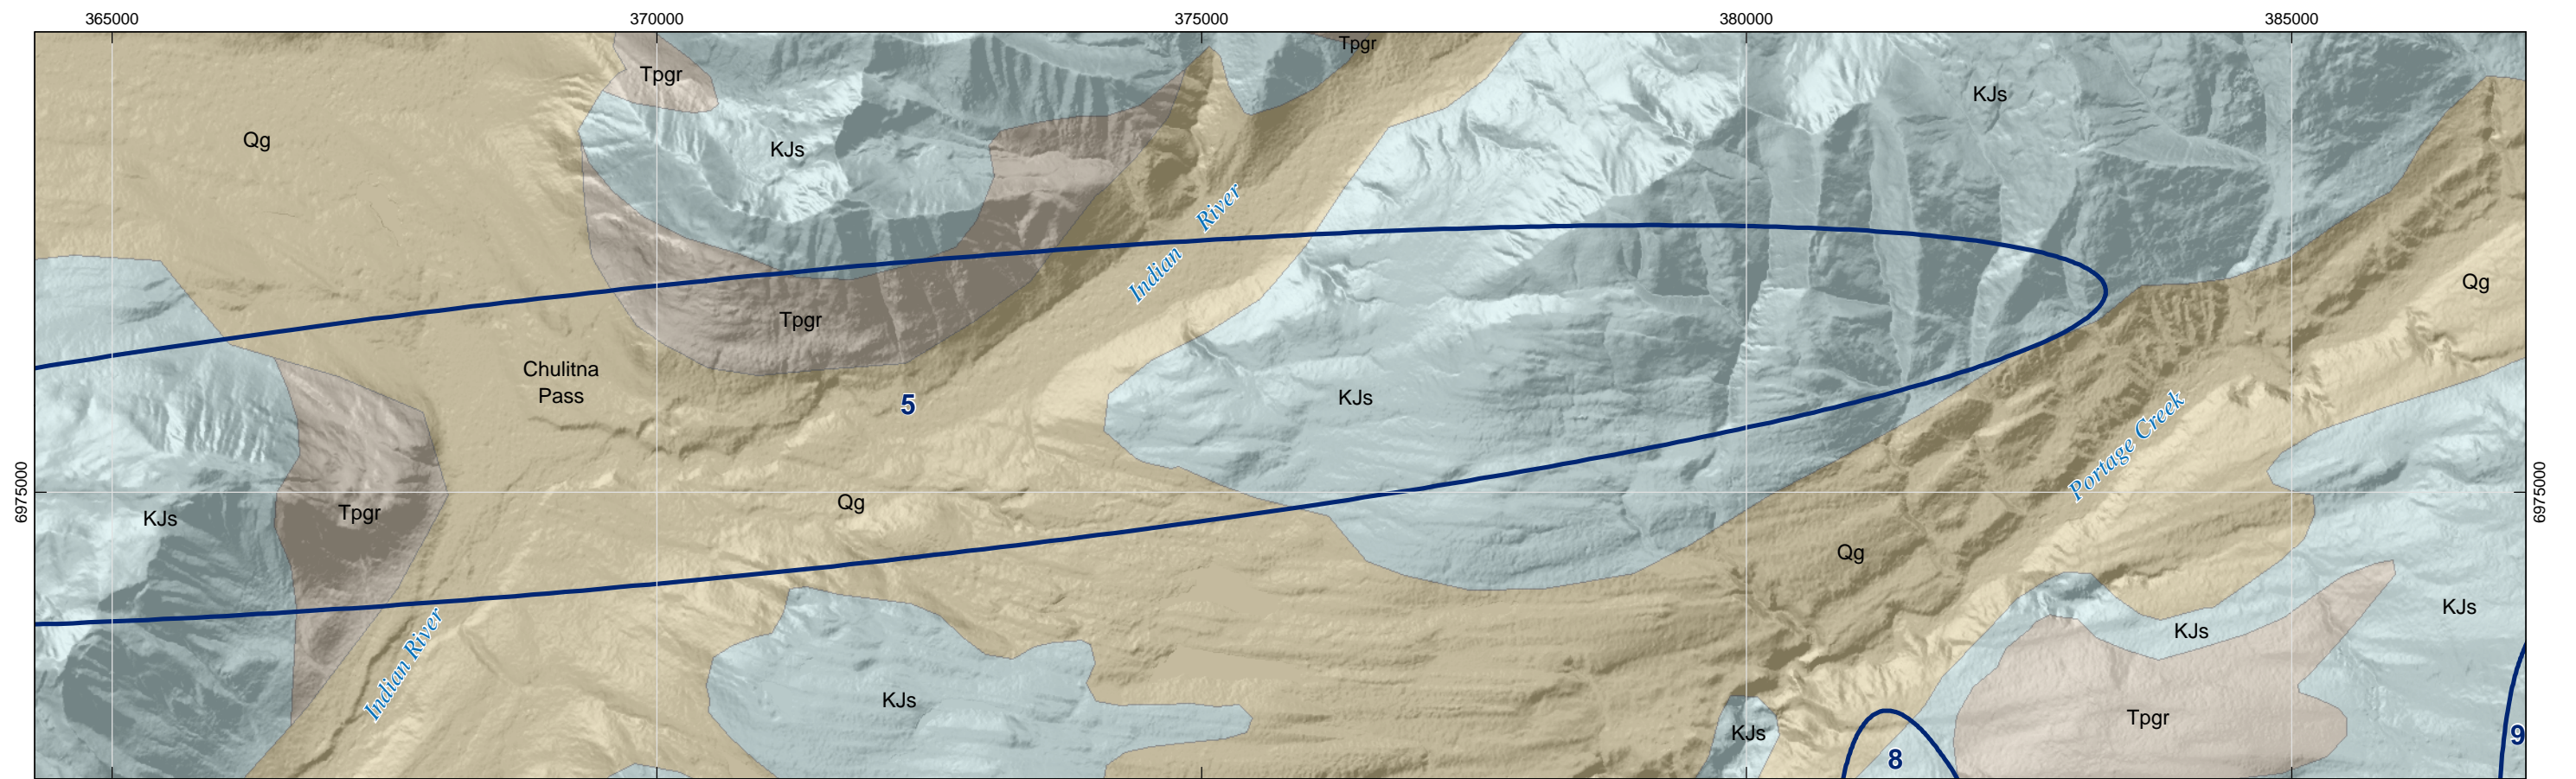 365000
370000
375000
380000
385000
Tpgr
Tpgr
KJs
Qg
KJs
Indian River
Qg
Tpgr
Chulitna
Pass
5
KJs
Portage Creek
6975000
6975000
Qg
KJs
Tpgr
Qg
Indian River
KJs
KJs
KJs
Tpgr
KJs
8
9